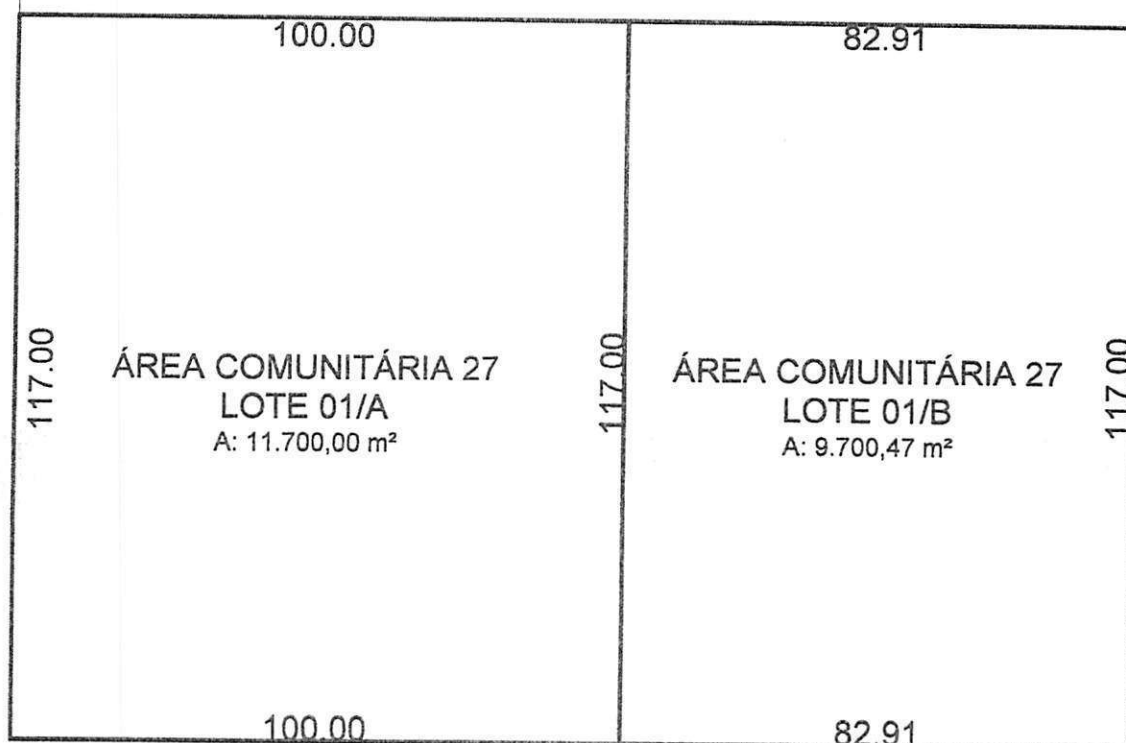 100.00
82.91
117.00
ÁREA COMUNITÁRIA 27
LOTE 01/A
A: 11.700,00 m²
117.00
ÁREA COMUNITÁRIA 27
LOTE 01/B
A: 9.700,47 m²
117.00
100.00
82.91